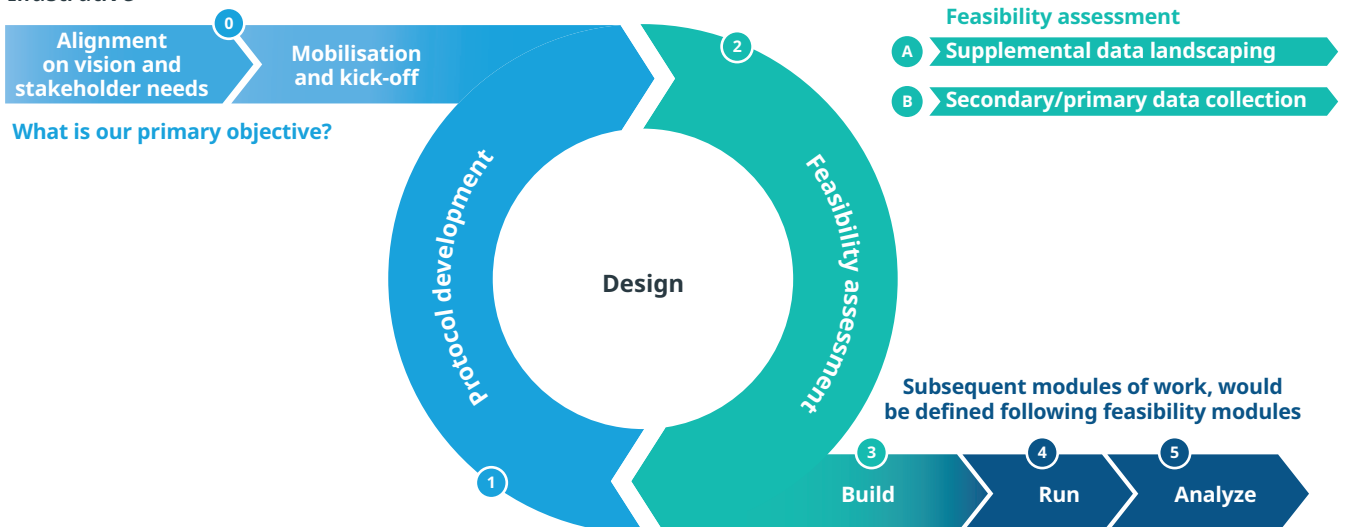 0
Alignment
on vision and
stakeholder needs
Mobilisation
and kick-off
What is our primary objective?
Protocol development
1
Design
2
Feasibility assessment
Feasibility assessment
A
Supplemental data landscaping
B
Secondary/primary data collection
Subsequent modules of work, would
be defined following feasibility modules
3
Build
4
Run
5
Analyze